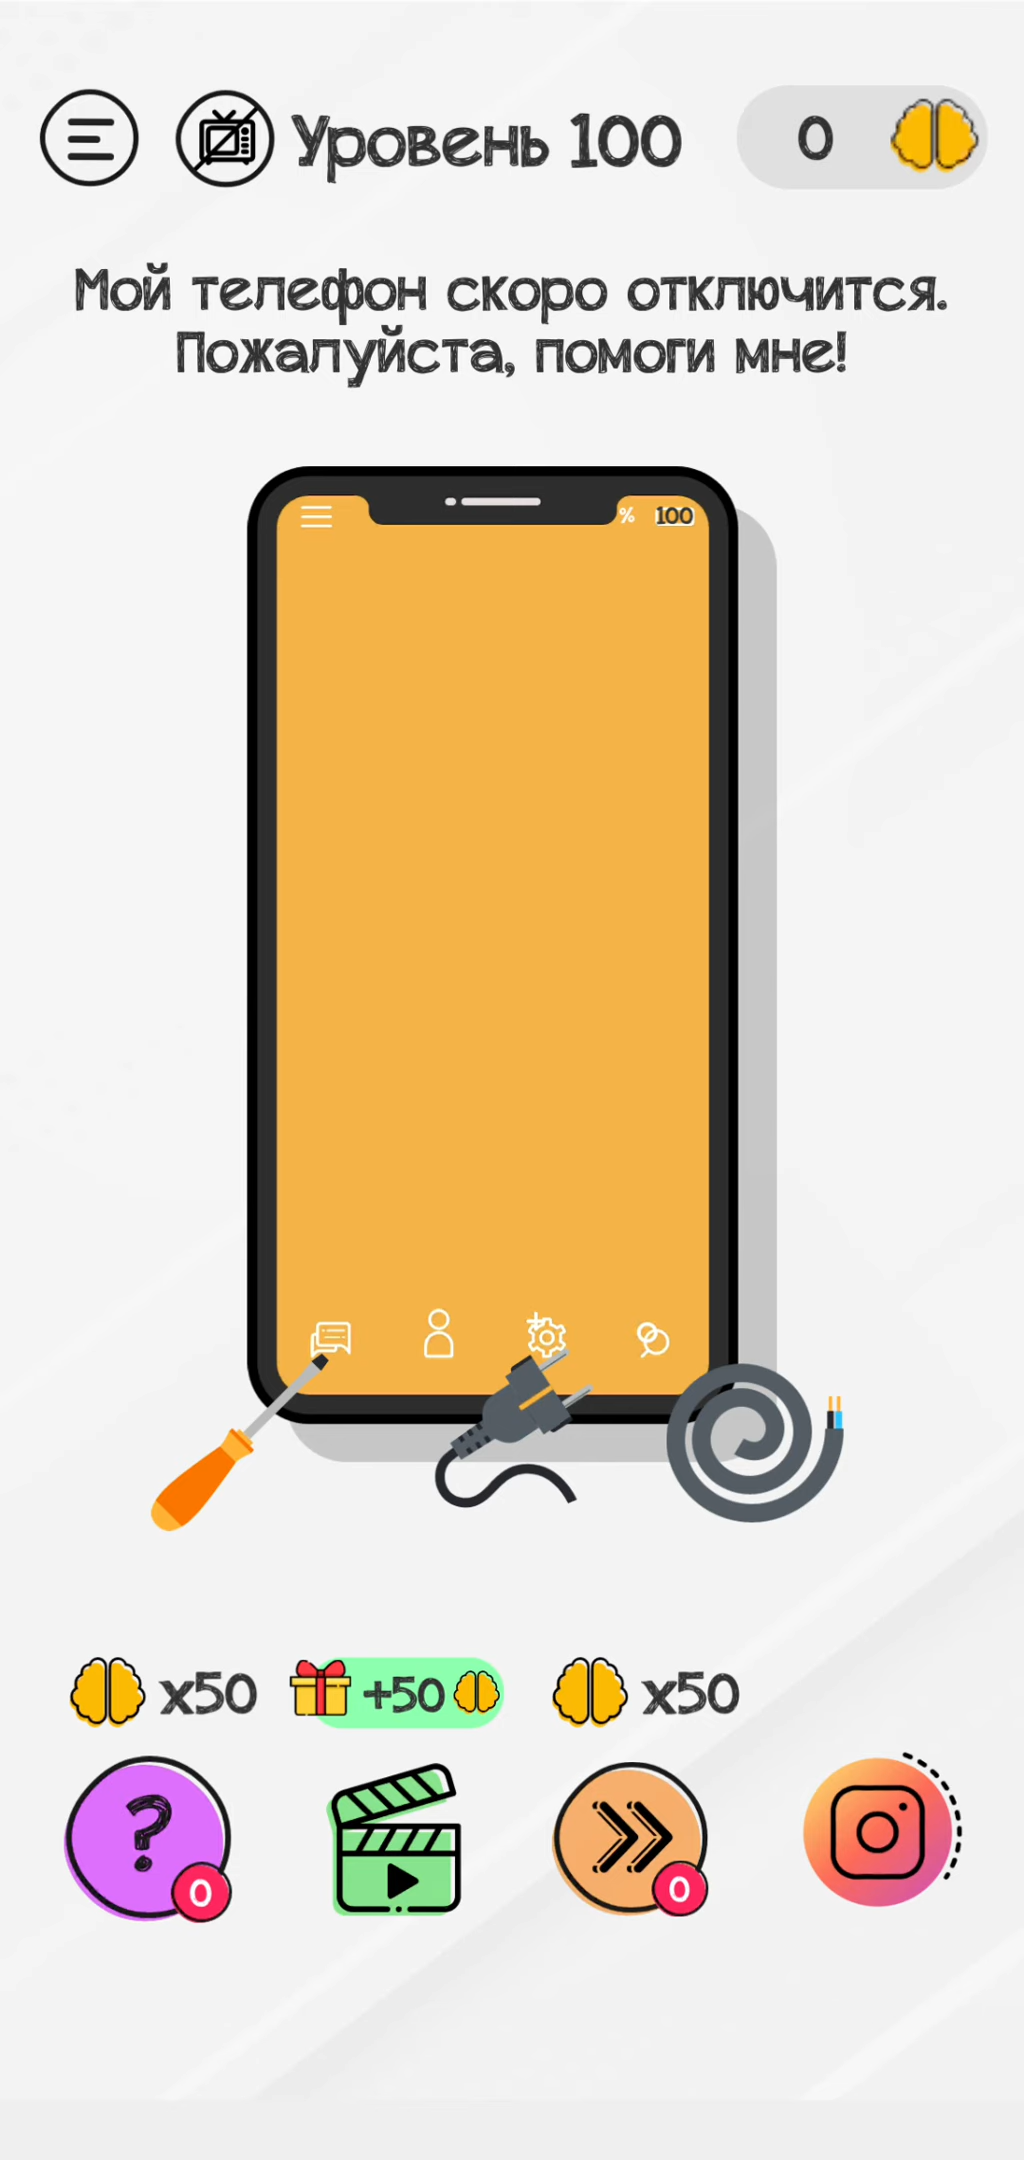 Уровень 100
0
Мой телефон скоро отключится.
Пожалуйста, помоги мне!
% 100
x50
+50
x50
?
0
0